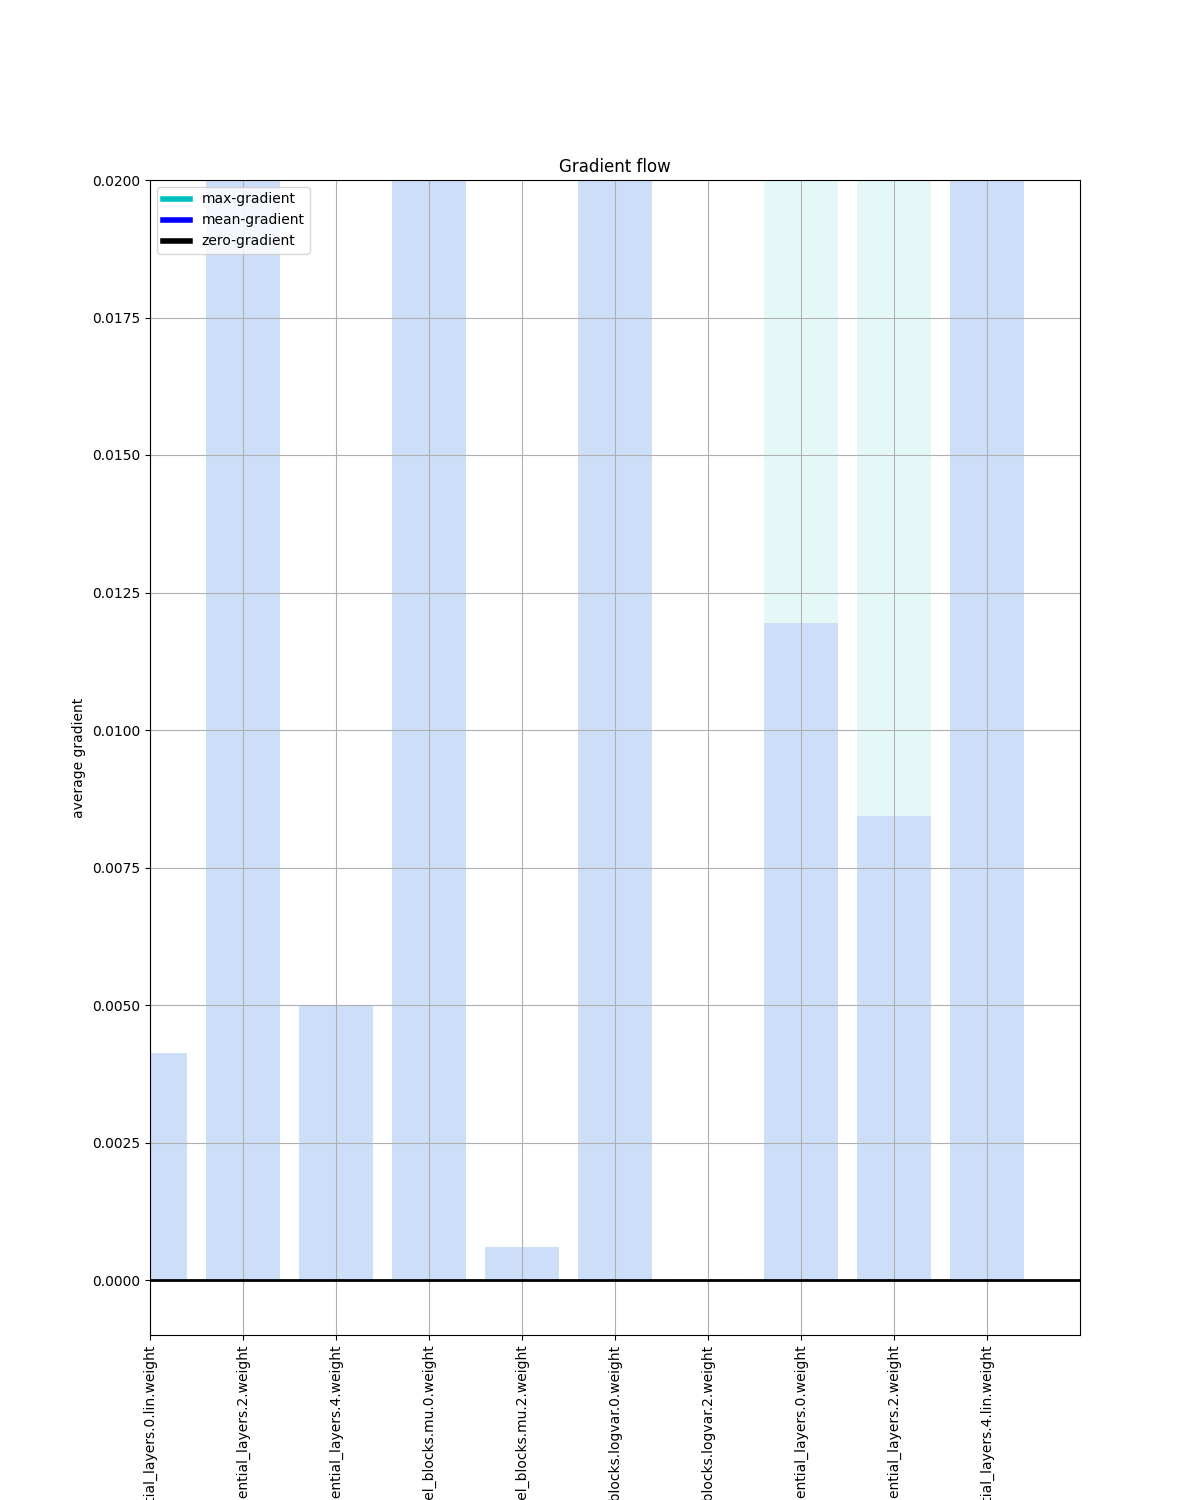 Gradient flow
max-gradient
mean-gradient
zero-gradient
0.0200
0.0175
0.0150
0.0125
0.0100
0.0075
0.0050
0.0025
0.0000
average gradient
tial_layers.0.lin.weight
ential_layers.2.weight
ential_layers.4.weight
el_blocks.mu.0.weight
el_blocks.mu.2.weight
blocks.logvar.0.weight
blocks.logvar.2.weight
ential_layers.0.weight
ential_layers.2.weight
tial_layers.4.lin.weight